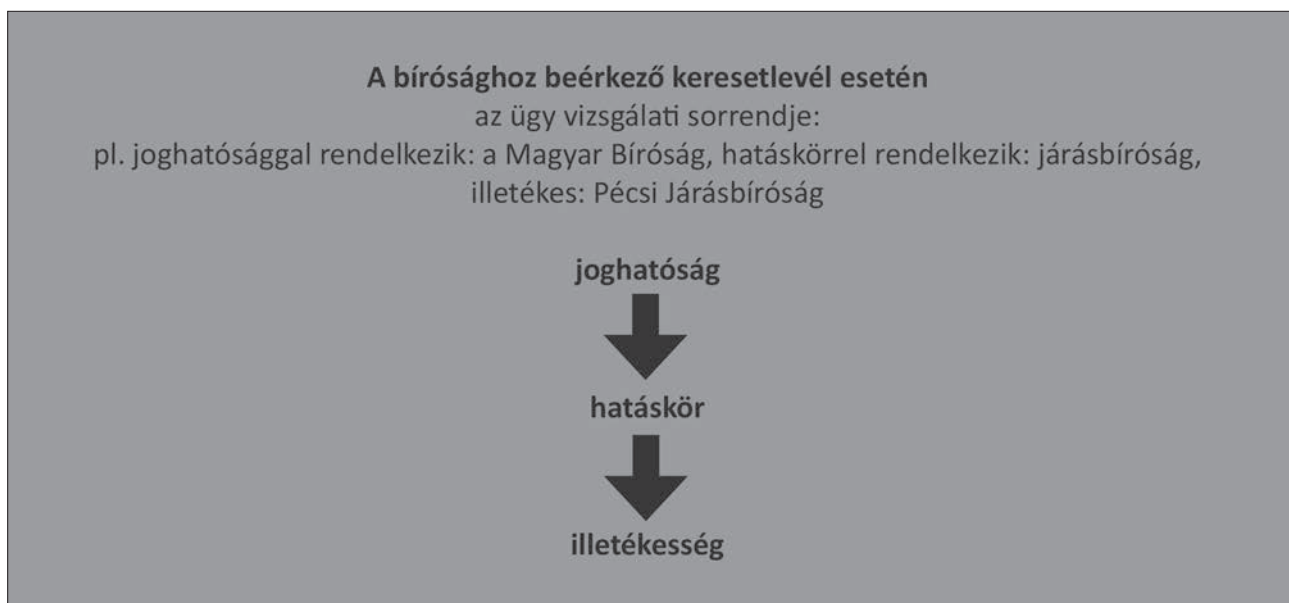 A bírósághoz beérkező keresetlevél esetén
az ügy vizsgálati sorrendje:
pl. joghatósággal rendelkezik: a Magyar Bíróság, hatáskörrel rendelkezik: járásbíróság,
illetékes: Pécsi Járásbíróság
joghatóság
hatáskör
illetékesség